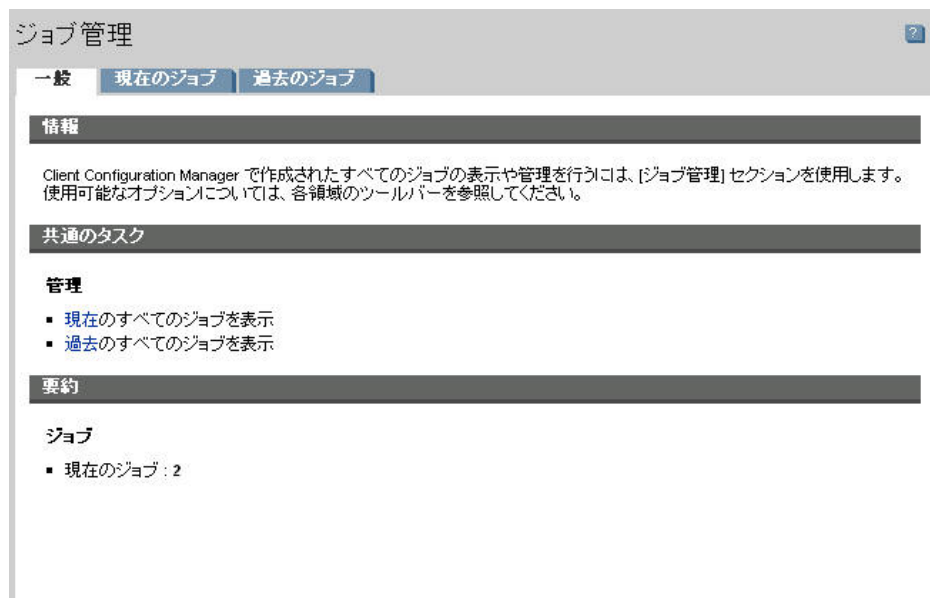 ジョブ管理
?
一般 現在のジョブ 過去のジョブ
情報
Client Configuration Manager で作成されたすべてのジョブの表示や管理を行うには、[ジョブ管理] セクションを使用します。
使用可能なオプションについては、各領域のツールバーを参照してください。
共通のタスク
管理
▪ 現在のすべてのジョブを表示
▪ 過去のすべてのジョブを表示
要約
ジョブ
▪ 現在のジョブ : 2